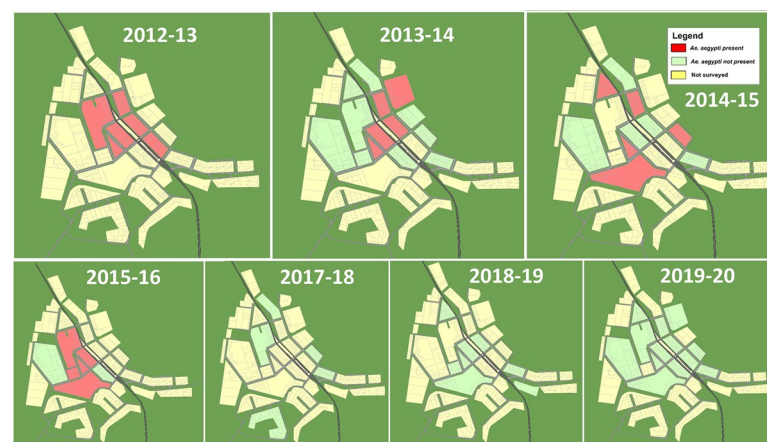 2012-13
2013-14
Legend
Ae. aegypti present
Ae. aegypti not present
Not surveyed
2014-15
2015-16
2017-18
2018-19
2019-20